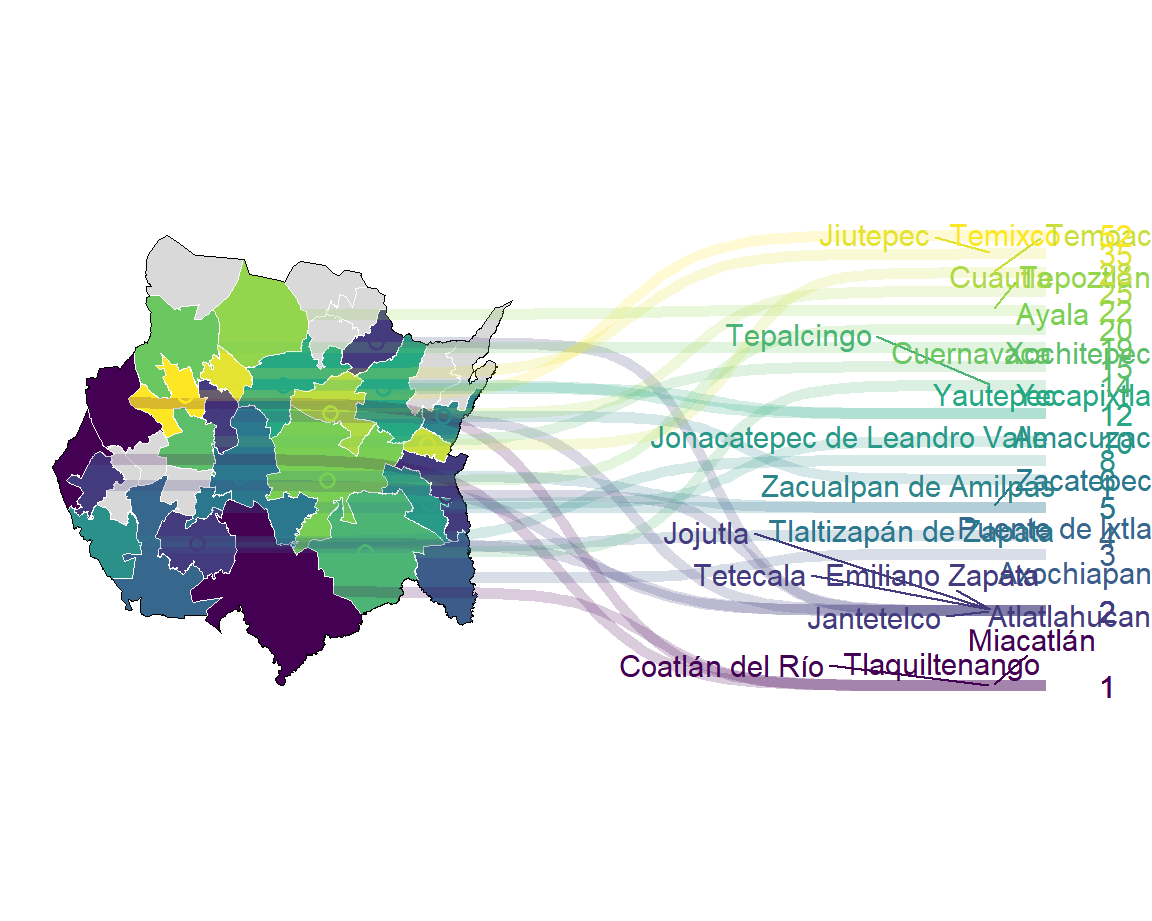 Jiutepec
Temixco
Temoac
52
35
Cuautla
Tepoztlán
25
Ayala
22
20
Tepalcingo
Cuernavaca
Xochitepec
15
14
Yautepec
Yecapixtla
12
Jonacatepec de Leandro Valle
Amacuzac
10
8
6
Zacualpan de Amilpas
Zacatepec
5
Jojutla
Tlaltizapán de Zapata
Puente de Ixtla
4
3
Tetecala
Emiliano Zapata
Axochiapan
Jantetelco
Atlatlahucan
2
Miacatlán
Coatlán del Río
Tlaquiltenango
1